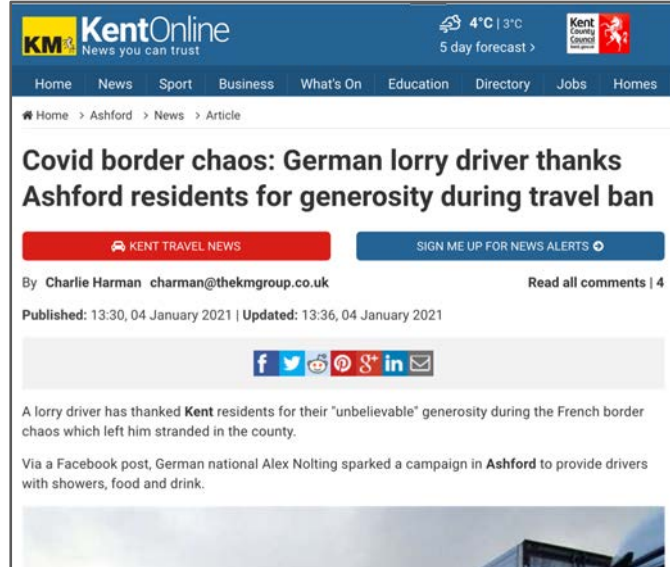 KM KentOnline
News you can trust
4°C | 3°C
5 day forecast >
Kent
County
Council
kent.gov.uk
Home News Sport Business What's On Education Directory Jobs Homes
Home > Ashford > News > Article
Covid border chaos: German lorry driver thanks
Ashford residents for generosity during travel ban
KENT TRAVEL NEWS
SIGN ME UP FOR NEWS ALERTS
By Charlie Harman charman@thekmgroup.co.uk
Read all comments | 4
Published: 13:30, 04 January 2021 | Updated: 13:36, 04 January 2021
A lorry driver has thanked Kent residents for their "unbelievable" generosity during the French border
chaos which left him stranded in the county.
Via a Facebook post, German national Alex Nolting sparked a campaign in Ashford to provide drivers
with showers, food and drink.